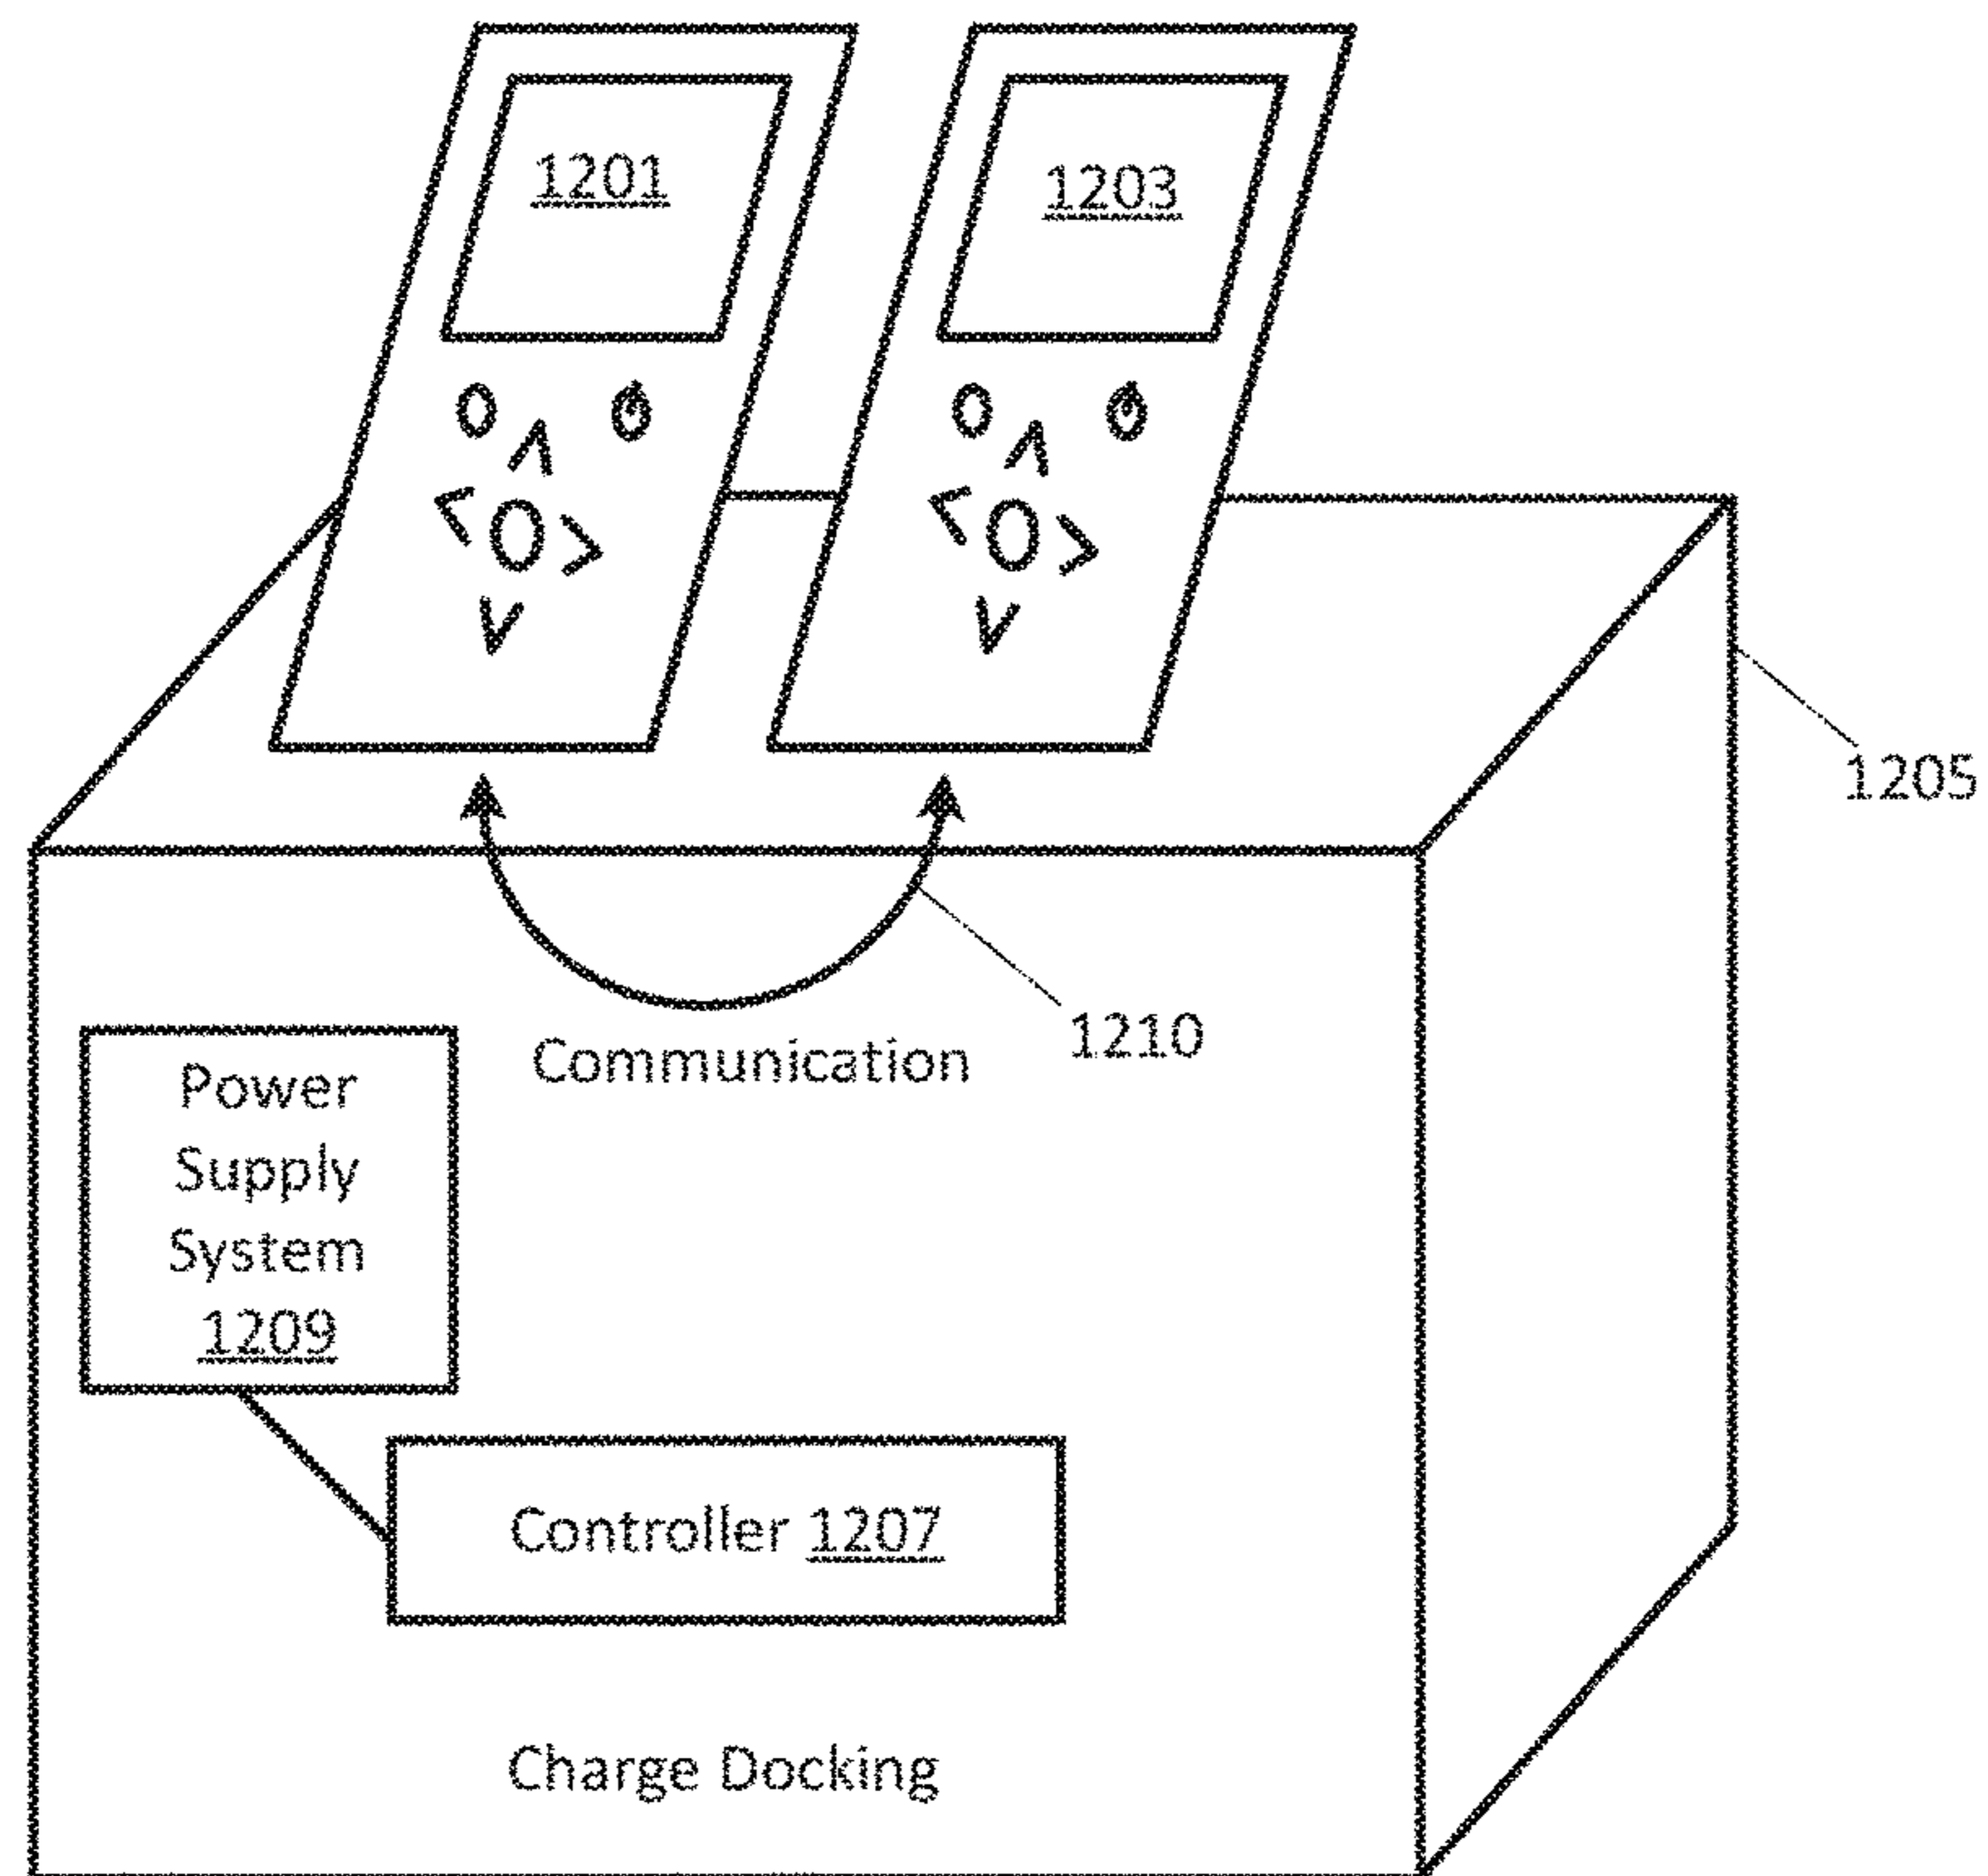 1201
1203
1205
1210
Communication
Power
Supply
System
1209
Controller 1207
Charge Docking